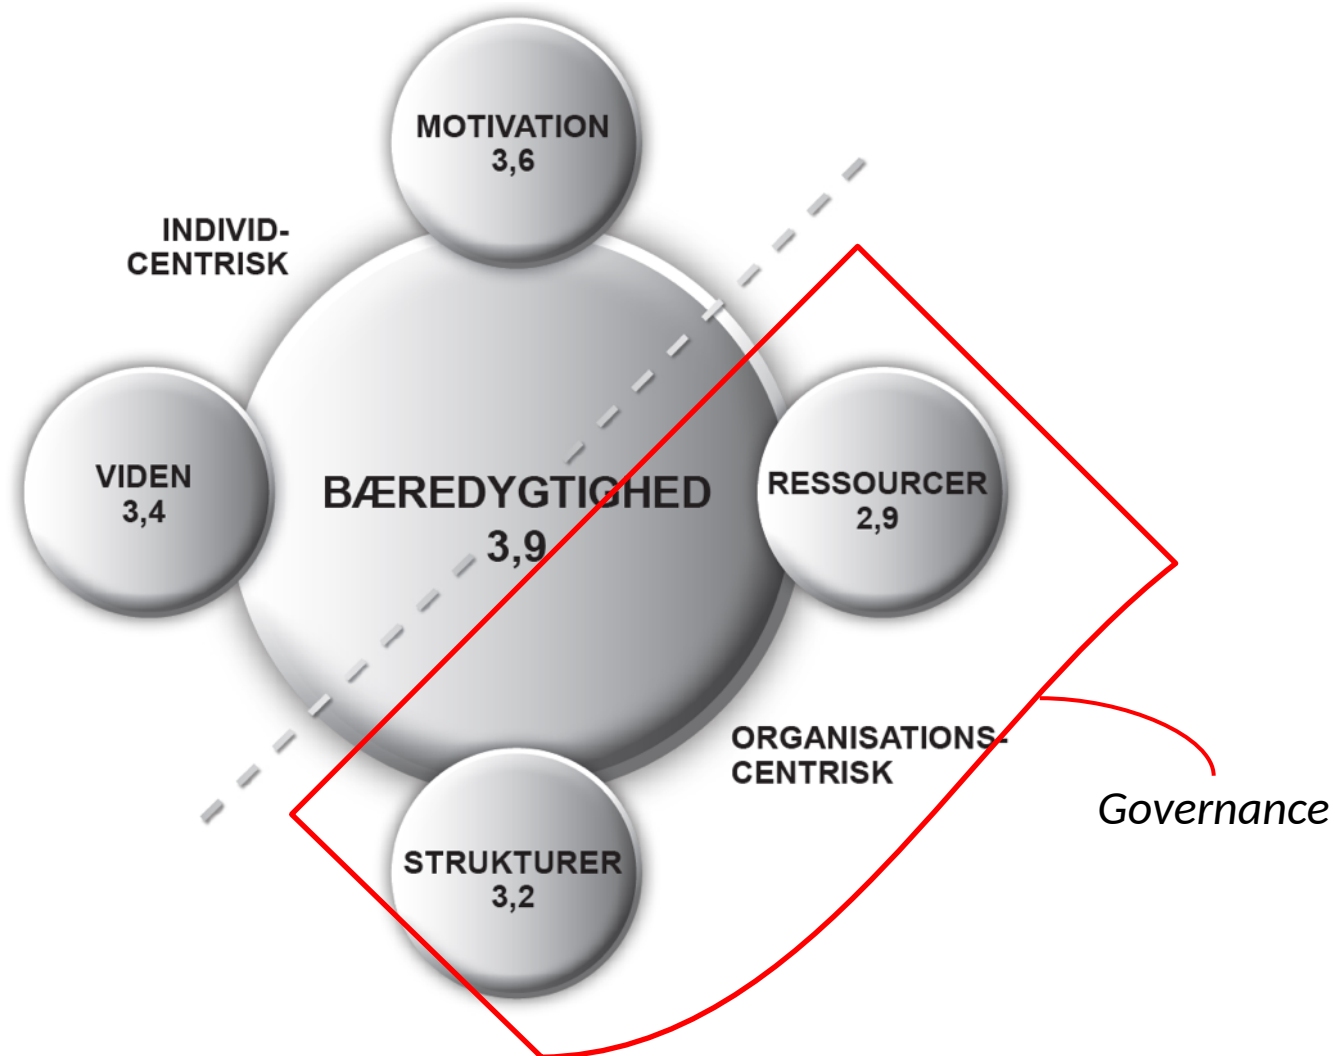 MOTIVATION
3,6
INDIVID-
CENTRISK
VIDEN
3,4
BÆREDYGTIGHED
3,9
RESSOURCER
2,9
ORGANISATIONS-
CENTRISK
Governance
STRUKTURER
3,2